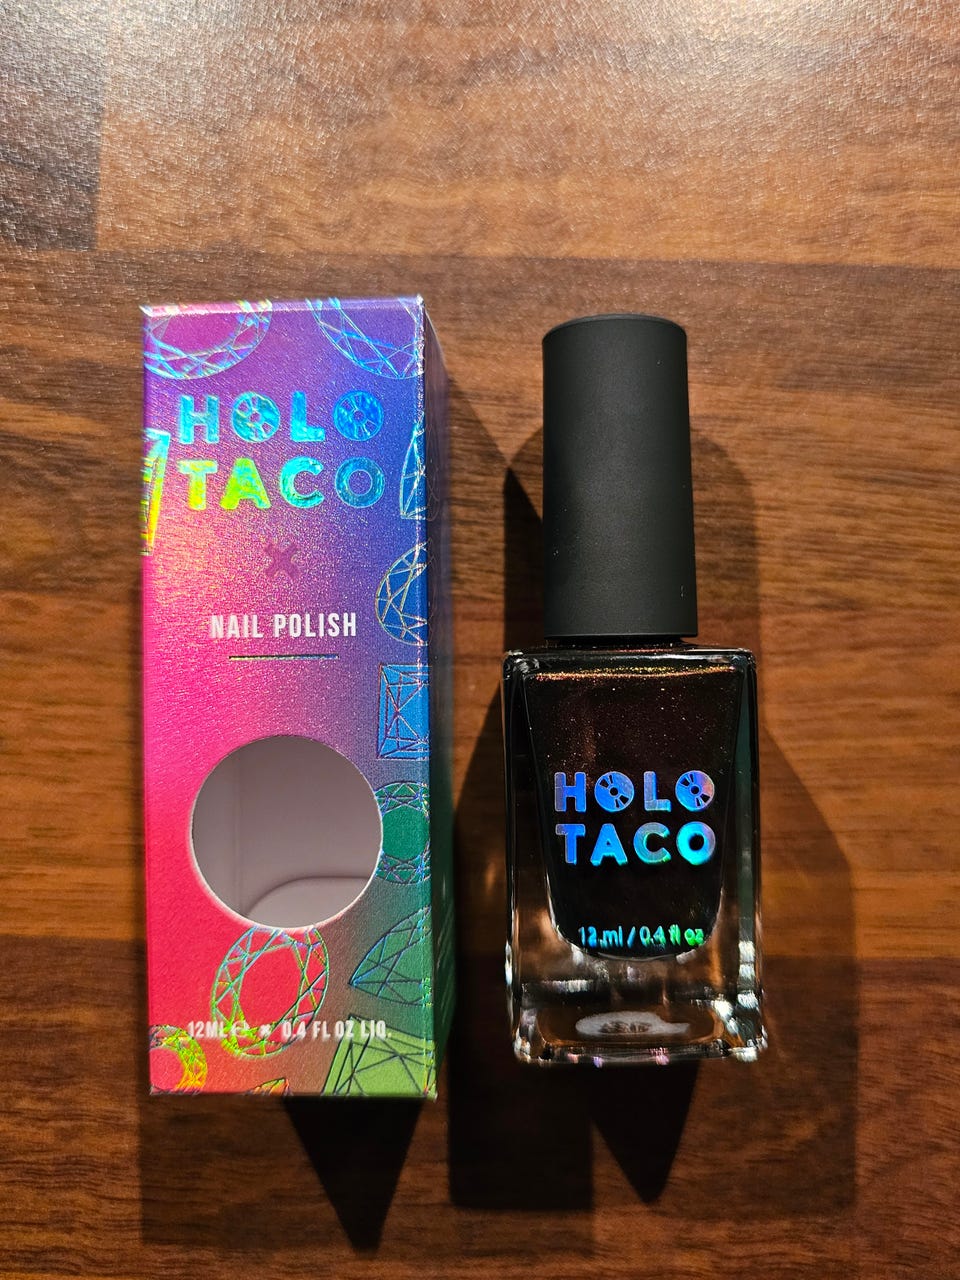 HOLO
TACO
NAIL POLISH
12ML℮ × 0.4 FL OZ LIQ.
HOLO
TACO
12 ml / 0.4 fl oz